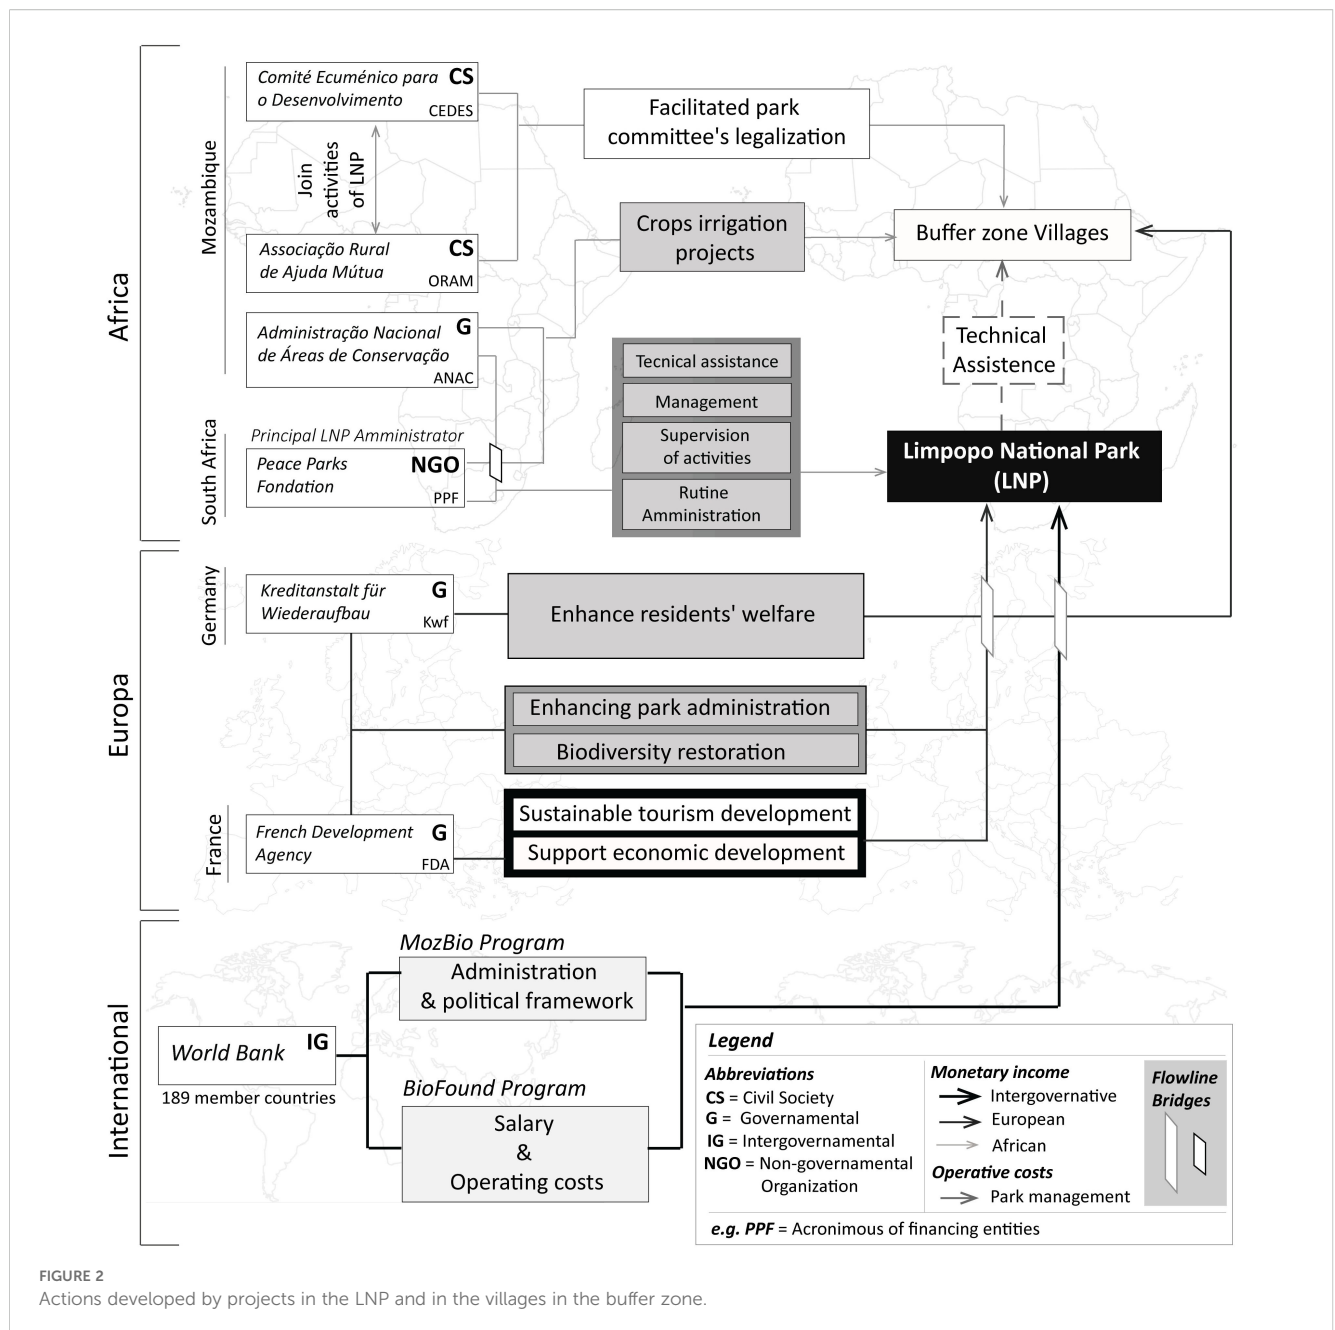 Africa
Mozambique
Comité Ecuménico para
o Desenvolvimento
CS
CEDES
Join
activities
of LNP
Associação Rural
de Ajuda Mútua
CS
ORAM
Administração Nacional
de Áreas de Conservação
G
ANAC
South Africa
Principal LNP Amministrator
Peace Parks
Fondation
NGO
PPF
Facilitated park
committee's legalization
Crops irrigation
projects
Buffer zone Villages
Technical
Assistence
Tecnical assistance
Management
Supervision
of activities
Rutine
Amministration
Limpopo National Park
(LNP)
Europa
Germany
Kreditanstalt für
Wiederaufbau
G
Kwf
Enhance residents' welfare
Enhancing park administration
Biodiversity restoration
France
French Development
Agency
G
FDA
Sustainable tourism development
Support economic development
International
World Bank
IG
189 member countries
MozBio Program
Administration
& political framework
BioFound Program
Salary
&
Operating costs
Legend
Abbreviations
CS = Civil Society
G = Governamental
IG = Intergovernamental
NGO = Non-governamental
Organization
Monetary income
Intergovernative
European
African
Operative costs
Park management
Flowline
Bridges
e.g. PPF = Acronimous of financing entities
FIGURE 2
Actions developed by projects in the LNP and in the villages in the buffer zone.